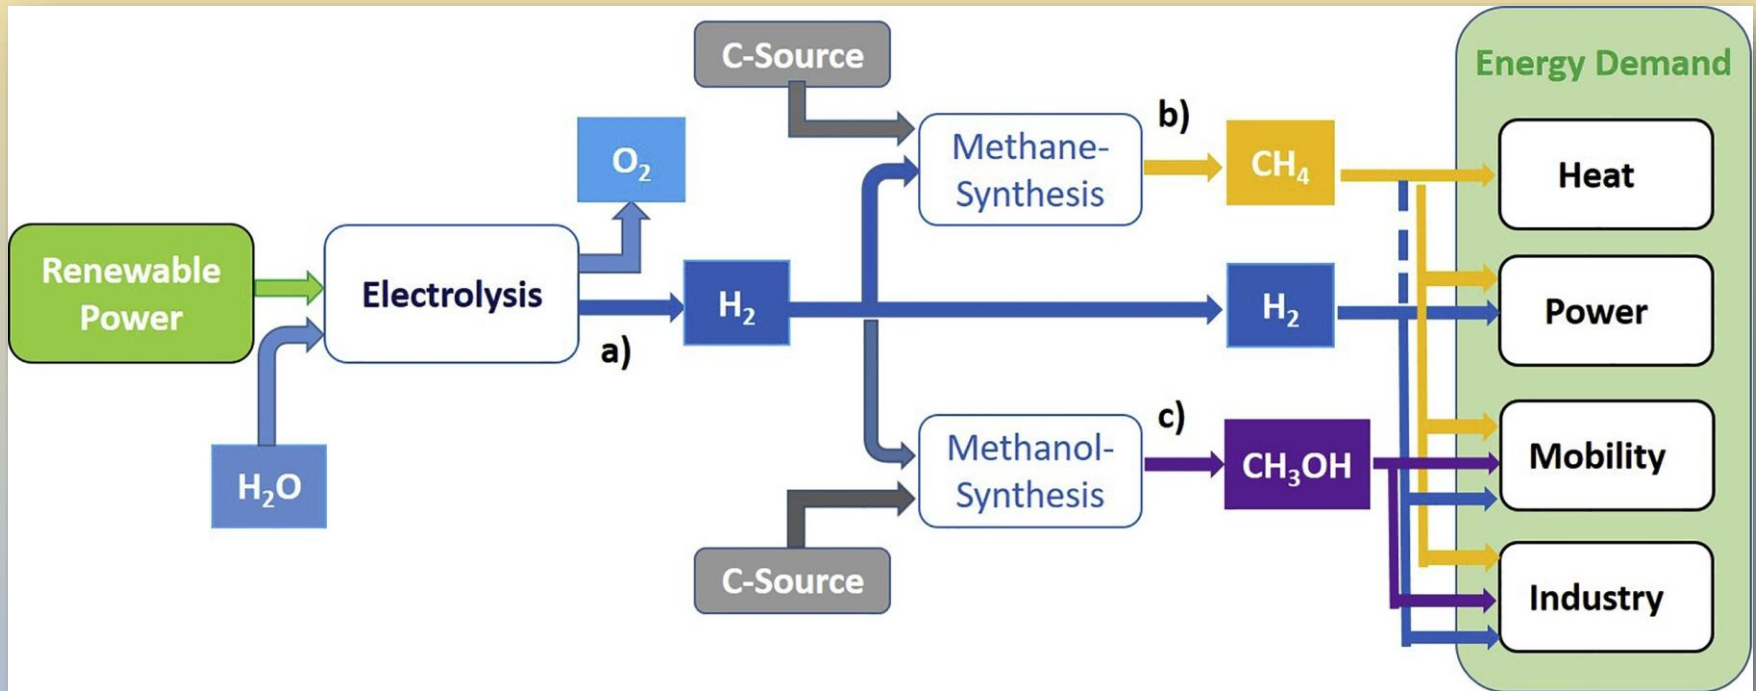 C-Source
Energy Demand
b)
O₂
Methane-
Synthesis
CH₄
Heat
Renewable
Power
Electrolysis
H₂
H₂
Power
a)
c)
H₂O
Methanol-
Synthesis
CH₃OH
Mobility
C-Source
Industry